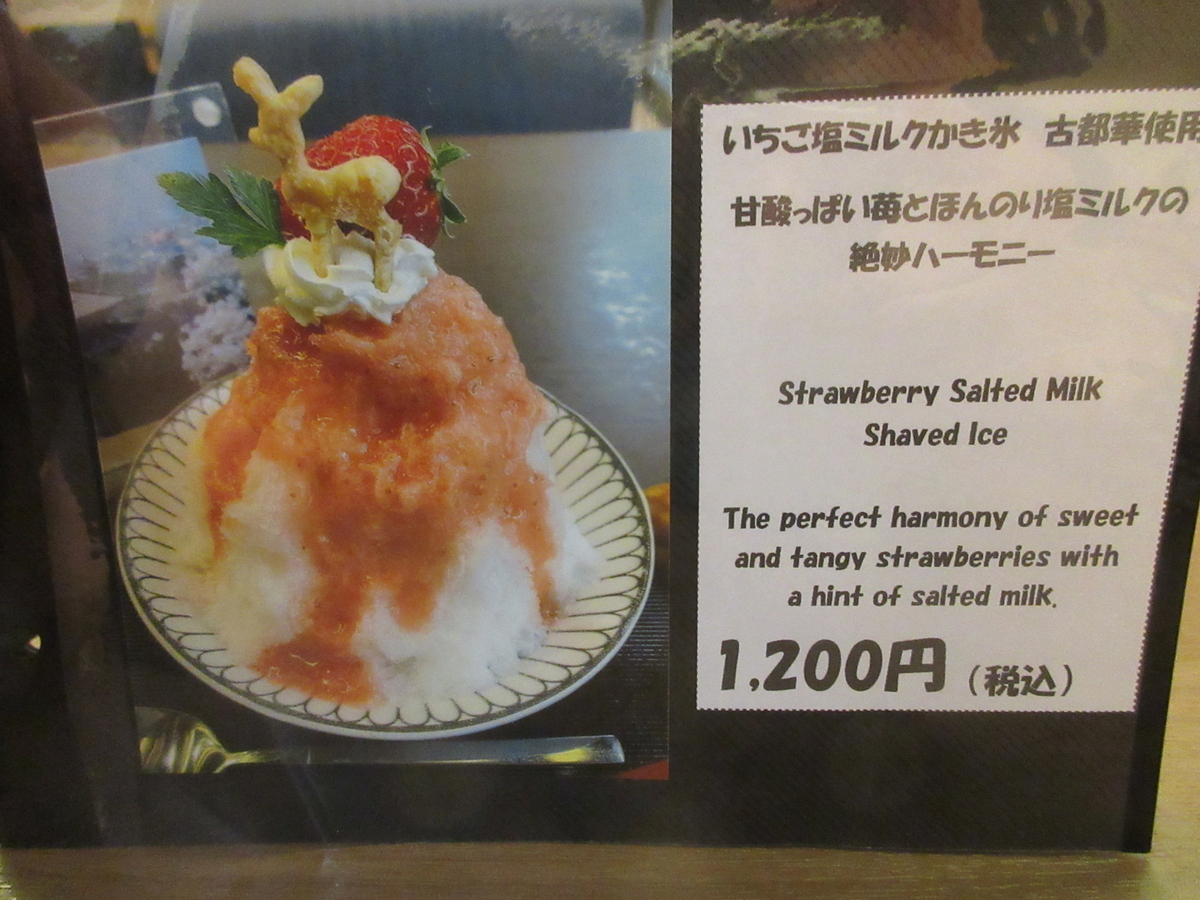 いちご塩ミルクかき氷 古都華使用
甘酸っぱい苺とほんのり塩ミルクの
絶妙ハーモニー
Strawberry Salted Milk
Shaved Ice
The perfect harmony of sweet
and tangy strawberries with
a hint of salted milk.
1,200円 (税込)